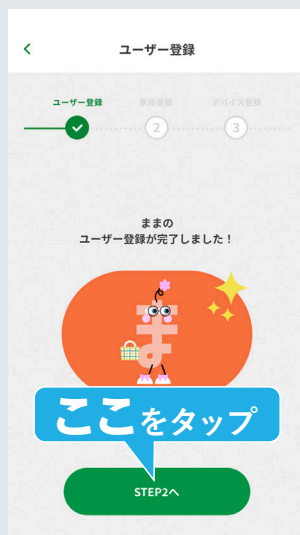 ユーザー登録
ユーザー登録
家族登録
デバイス登録
2
3
ままの
ユーザー登録が完了しました！
ま
ここをタップ
STEP2へ